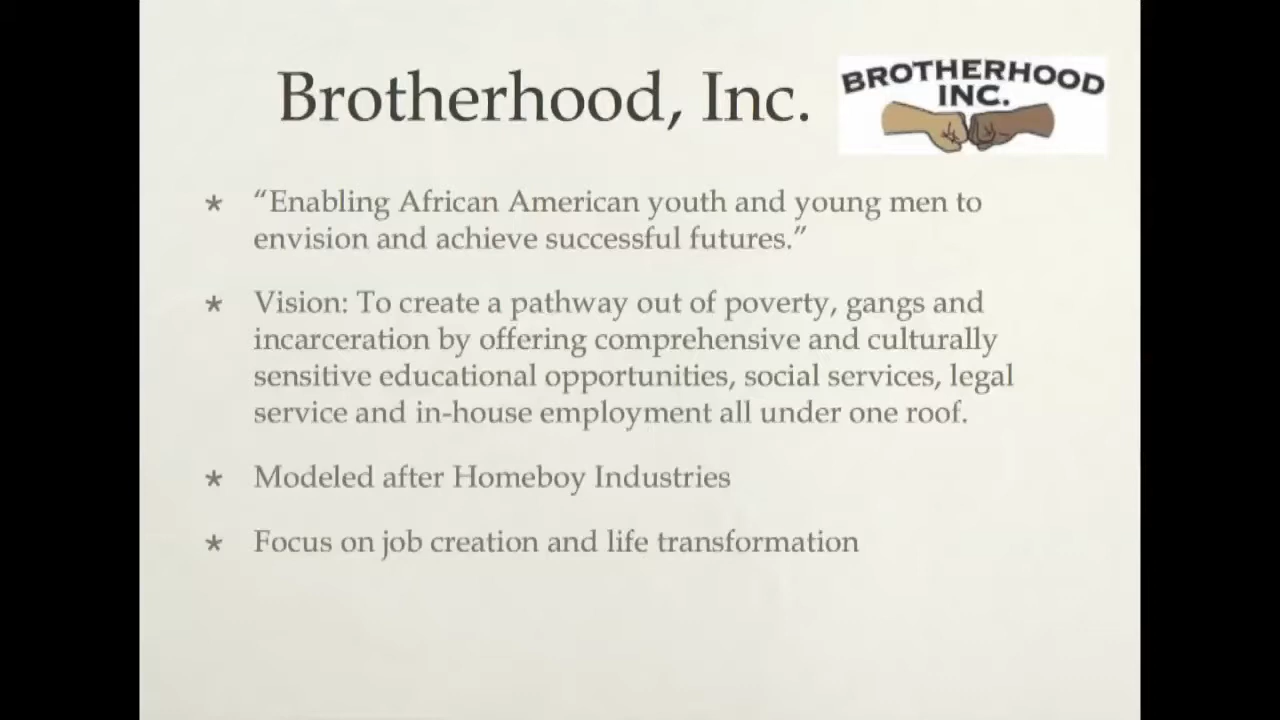 Brotherhood, Inc.
BROTHERHOOD
INC.
* “Enabling African American youth and young men to
envision and achieve successful futures.”
* Vision: To create a pathway out of poverty, gangs and
incarceration by offering comprehensive and culturally
sensitive educational opportunities, social services, legal
service and in-house employment all under one roof.
* Modeled after Homeboy Industries
* Focus on job creation and life transformation